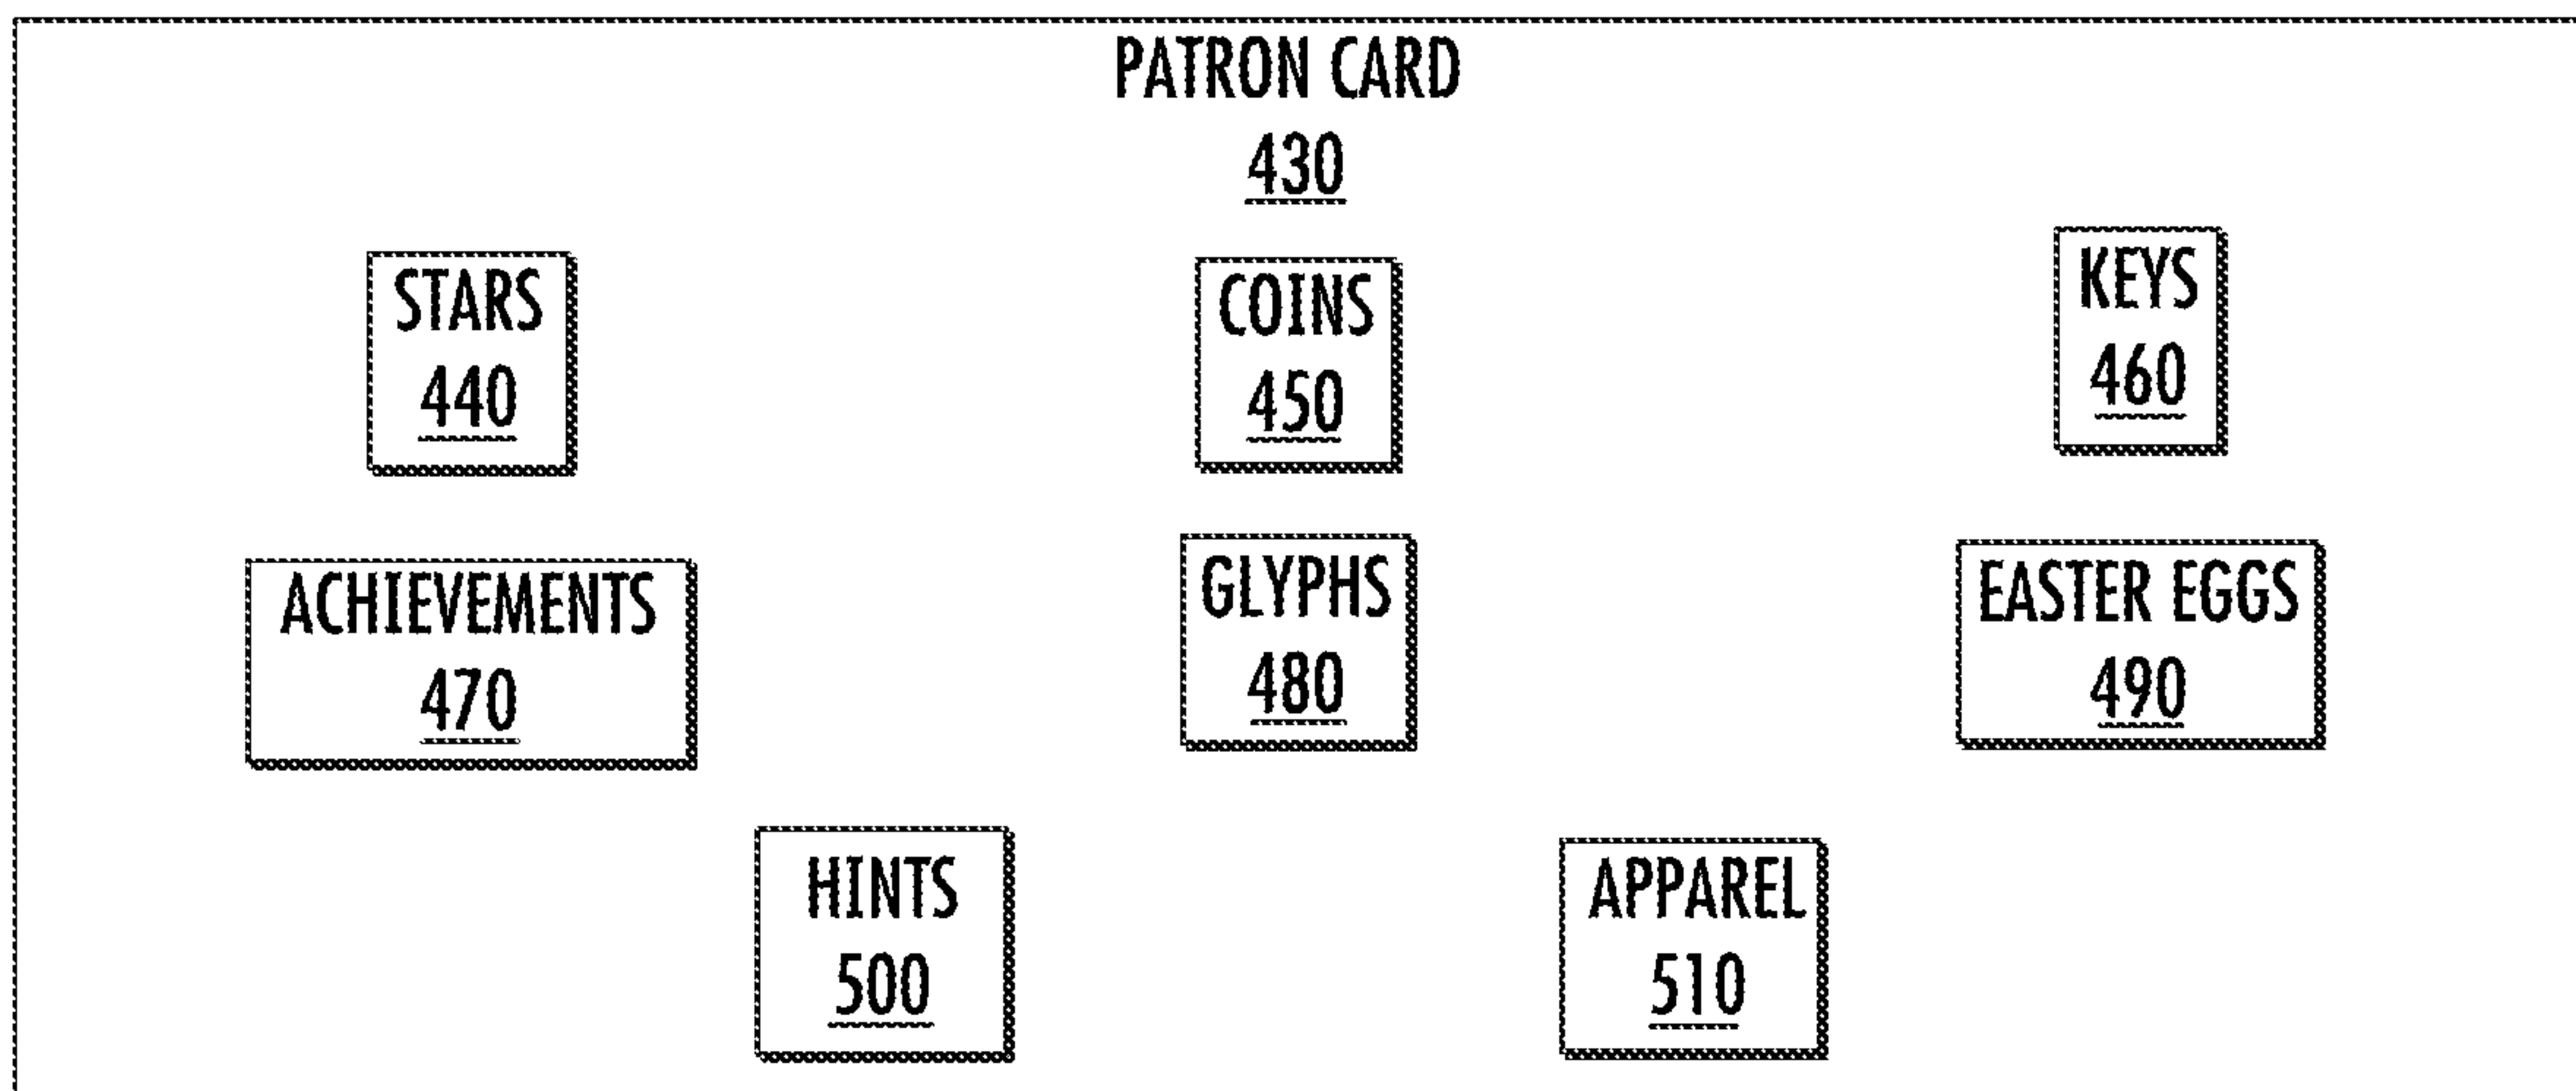 PATRON CARD
430
STARS
440
COINS
450
KEYS
460
ACHIEVEMENTS
470
GLYPHS
480
EASTER EGGS
490
HINTS
500
APPAREL
510